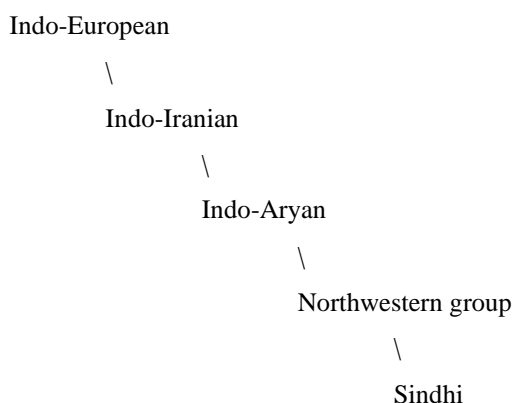 Indo-European
\
Indo-Iranian
\
Indo-Aryan
\
Northwestern group
\
Sindhi